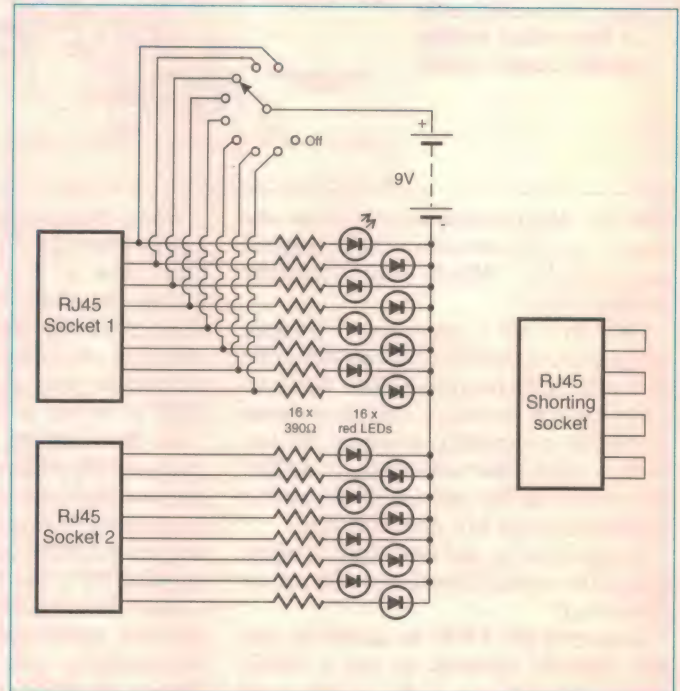 Off
+
9V
-
RJ45
Socket 1
RJ45
Shorting
socket
16 x
390Ω
16 x
red LEDs
RJ45
Socket 2